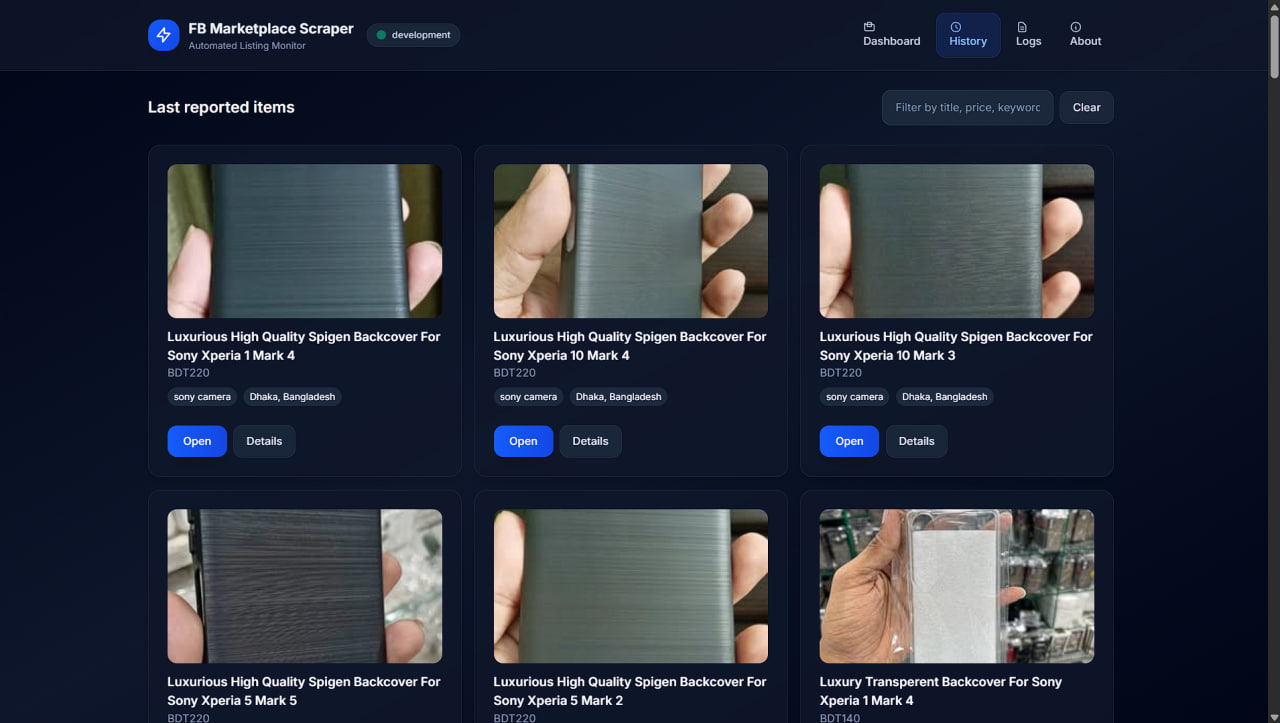 FB Marketplace Scraper
Automated Listing Monitor
development
Dashboard
History
Logs
About
Last reported items
Filter by title, price, keyword
Clear
Luxurious High Quality Spigen Backcover For
Sony Xperia 1 Mark 4
BDT220
sony camera
Dhaka, Bangladesh
Open
Details
Luxurious High Quality Spigen Backcover For
Sony Xperia 10 Mark 4
BDT220
sony camera
Dhaka, Bangladesh
Open
Details
Luxurious High Quality Spigen Backcover For
Sony Xperia 10 Mark 3
BDT220
sony camera
Dhaka, Bangladesh
Open
Details
Luxurious High Quality Spigen Backcover For
Sony Xperia 5 Mark 5
BDT220
Luxurious High Quality Spigen Backcover For
Sony Xperia 5 Mark 2
BDT220
Luxury Transperent Backcover For Sony
Xperia 1 Mark 4
BDT140